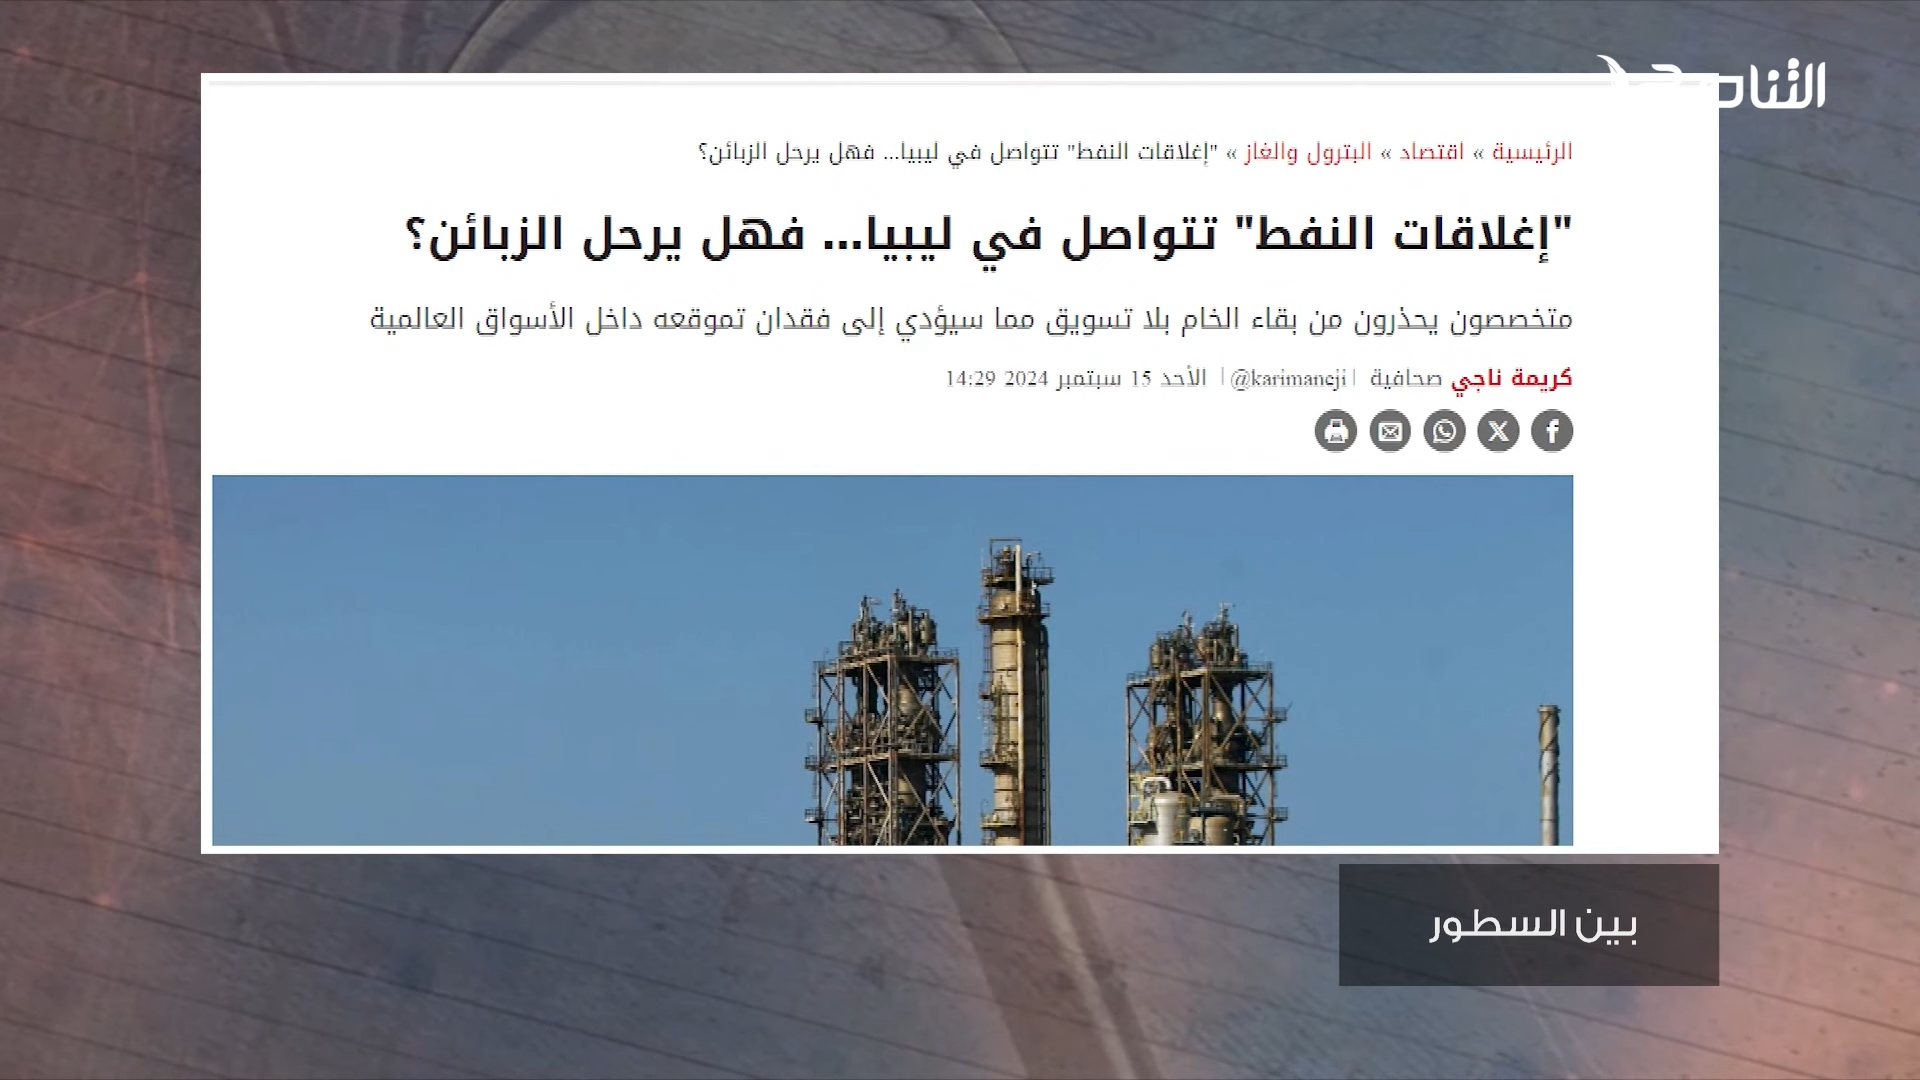 التناصح
الرئيسية » اقتصاد » البترول والغاز » "إغلاقات النفط" تتواصل في ليبيا... فهل يرحل الزبائن؟
"إغلاقات النفط" تتواصل في ليبيا... فهل يرحل الزبائن؟
متخصصون يحذرون من بقاء الخام بلا تسويق مما سيؤدي إلى فقدان تموقعه داخل الأسواق العالمية
كريمة ناجي صحافية | @karimaneji | الأحد 15 سبتمبر 2024 14:29
بين السطور